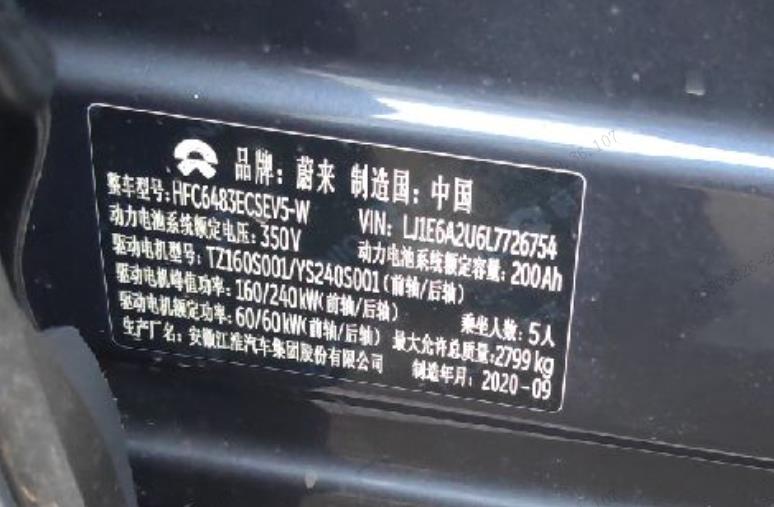 品牌：蔚来 制造国：中国
整车型号：HFC6483ECSEV5-W VIN：LJ1E6A2U6L7726754
动力电池系统额定电压：350V 动力电池系统额定容量：200Ah
驱动电机型号：TZ160S001/YS240S001(前轴/后轴)
驱动电机峰值功率：160/240kW(前轴/后轴) 乘坐人数：5人
驱动电机额定功率：60/60kW(前轴/后轴) 最大允许总质量：2799kg
生产厂名：安徽江淮汽车集团股份有限公司 制造年月：2020-09